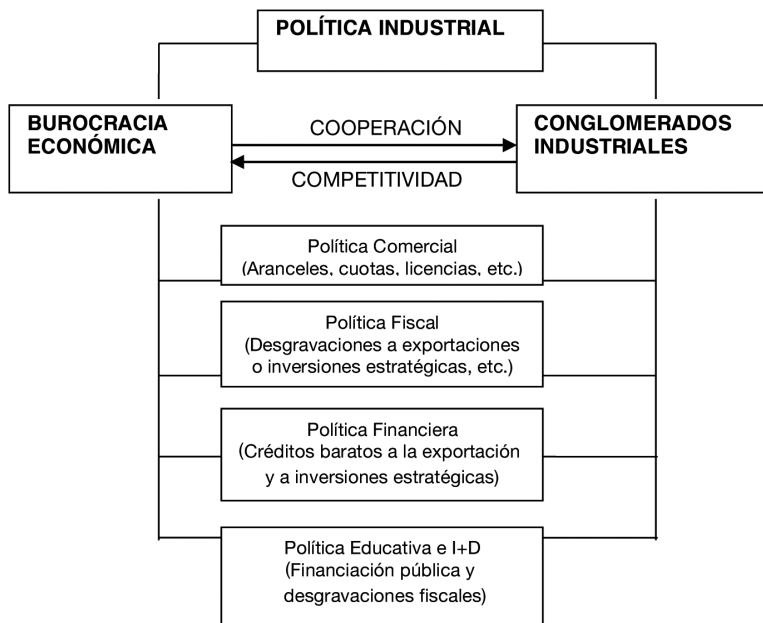 POLÍTICA INDUSTRIAL
BUROCRACIA
ECONÓMICA
COOPERACIÓN
COMPETITIVIDAD
CONGLOMERADOS
INDUSTRIALES
Política Comercial
(Aranceles, cuotas, licencias, etc.)
Política Fiscal
(Desgravaciones a exportaciones
o inversiones estratégicas, etc.)
Política Financiera
(Créditos baratos a la exportación
y a inversiones estratégicas)
Política Educativa e I+D
(Financiación pública y
desgravaciones fiscales)